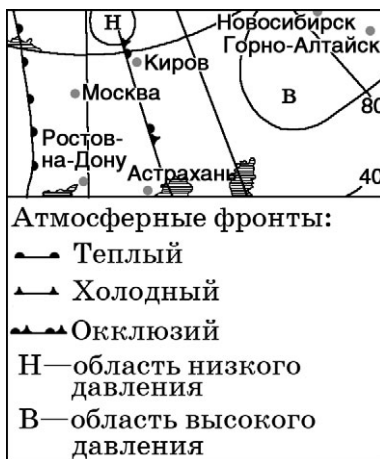 Н
Новосибирск
Горно-Алтайск
Киров
В
Москва
80
Ростов-
на-Дону
Астрахань
40
Атмосферные фронты:
Теплый
Холодный
Окклюзий
Н—область низкого
давления
В—область высокого
давления